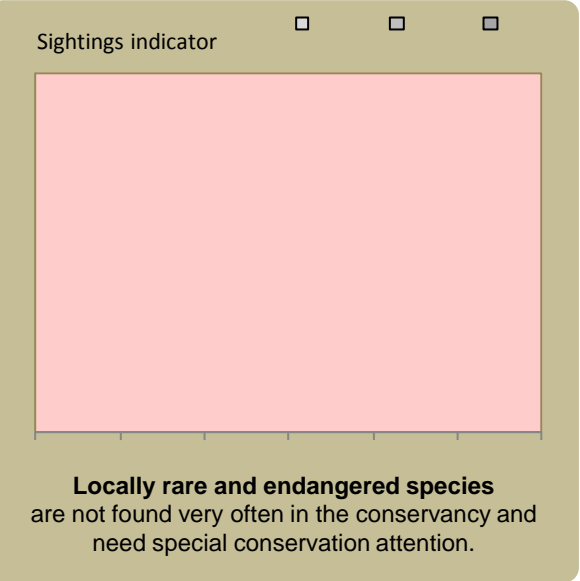 Sightings indicator
Locally rare and endangered species
are not found very often in the conservancy and
need special conservation attention.